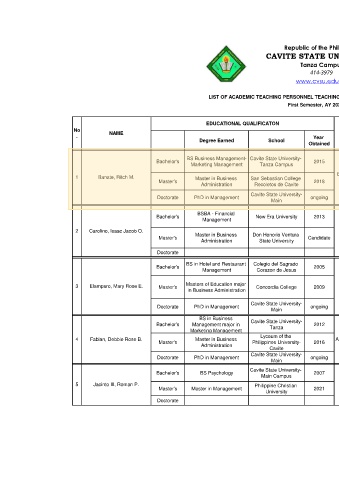 Republic of the Phil
CAVITE STATE UN
Tanza Campu
414-3979
www.cvsu.edu
LIST OF ACADEMIC TEACHING PERSONNEL TEACHING
First Semester, AY 202
No.
NAME
EDUCATIONAL QUALIFICATON
Degree Earned
School
Year Obtained
1
Banate, Ritch M.
Bachelor's
BS Business Management Marketing Management
Cavite State University-Tanza Campus
2015
Master's
Master in Business Administration
San Sebastian College Recoletos de Cavite
2018
Doctorate
PhD in Management
Cavite State University-Main
ongoing
2
Carolino, Isaac Jacob O.
Bachelor's
BSBA - Financial Management
New Era University
2013
Master's
Master in Business Administration
Don Honorio Ventura State University
Candidate
Doctorate
3
Elamparo, Mary Rose E.
Bachelor's
BS in Hotel and Restaurant Management
Colegio del Sagrado Corazon de Jesus
2005
Master's
Masters of Education major in Business Administration
Concordia College
2009
Doctorate
PhD in Management
Cavite State University-Main
ongoing
4
Fabian, Debbie Rose B.
Bachelor's
BS in Business Management major in Marketing Management
Cavite State University-Tanza
2012
Master's
Master in Business Administration
Lyceum of the Philippines University-Cavite
2016
A
Doctorate
PhD in Management
Cavite State University-Main
ongoing
5
Jacinto III, Roman P.
Bachelor's
BS Psychology
Cavite State University-Main Campus
2007
Master's
Master in Management
Philippine Christian University
2021
Doctorate